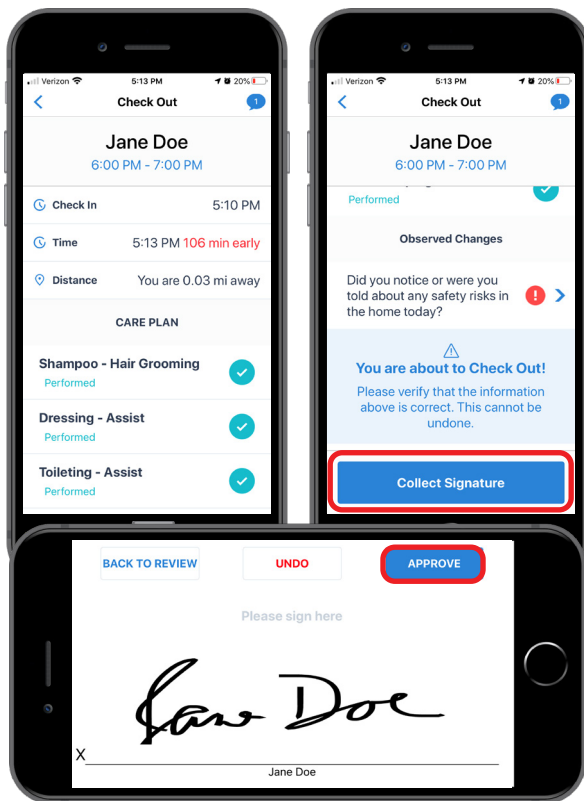 Verizon 5:13 PM 20%
Check Out 1
Jane Doe
6:00 PM - 7:00 PM
Check In 5:10 PM
Time 5:13 PM 106 min early
Distance You are 0.03 mi away
CARE PLAN
Shampoo - Hair Grooming
Performed
Dressing - Assist
Performed
Toileting - Assist
Performed
Verizon 5:13 PM 20%
Check Out 1
Jane Doe
6:00 PM - 7:00 PM
Performed
Observed Changes
Did you notice or were you
told about any safety risks in
the home today?
You are about to Check Out!
Please verify that the information
above is correct. This cannot be
undone.
Collect Signature
BACK TO REVIEW UNDO APPROVE
Please sign here
Jane Doe
X
Jane Doe